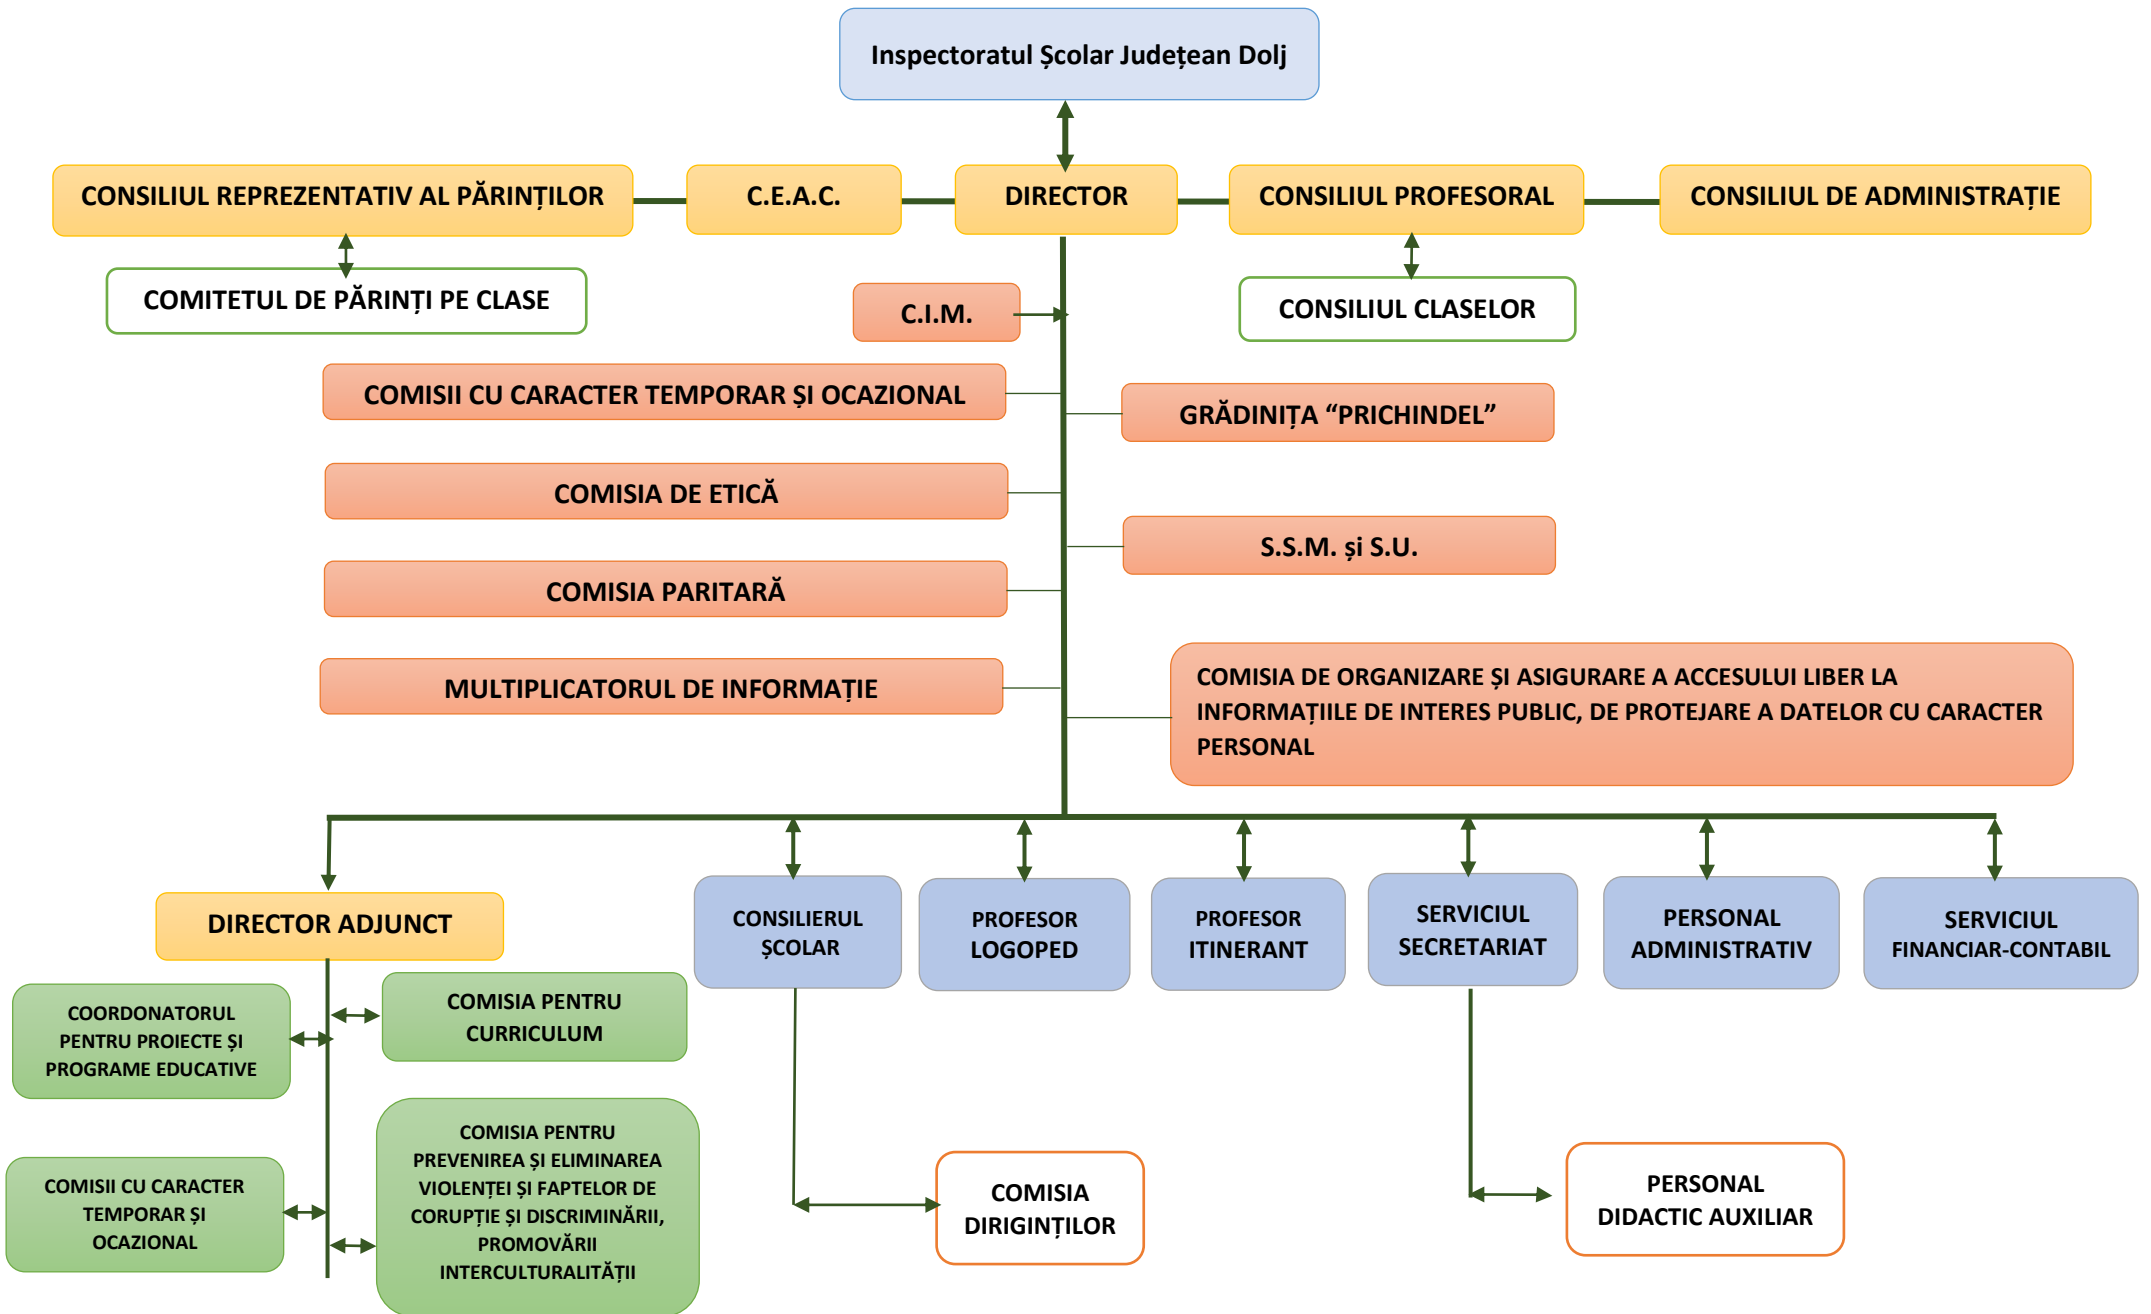 Inspectoratul Școlar Județean Dolj
CONSILIUL REPREZENTATIV AL PĂRINȚILOR
C.E.A.C.
DIRECTOR
CONSILIUL PROFESORAL
CONSILIUL DE ADMINISTRAȚIE
COMITETUL DE PĂRINȚI PE CLASE
C.I.M.
CONSILIUL CLASELOR
COMISII CU CARACTER TEMPORAR ȘI OCAZIONAL
GRĂDINIȚA “PRICHINDEL”
COMISIA DE ETICĂ
S.S.M. și S.U.
COMISIA PARITARĂ
MULTIPLICATORUL DE INFORMAȚIE
COMISIA DE ORGANIZARE ȘI ASIGURARE A ACCESULUI LIBER LA
INFORMAȚIILE DE INTERES PUBLIC, DE PROTEJARE A DATELOR CU CARACTER
PERSONAL
DIRECTOR ADJUNCT
CONSILIERUL
ȘCOLAR
PROFESOR
LOGOPED
PROFESOR
ITINERANT
SERVICIUL
SECRETARIAT
PERSONAL
ADMINISTRATIV
SERVICIUL
FINANCIAR-CONTABIL
COORDONATORUL
PENTRU PROIECTE ȘI
PROGRAME EDUCATIVE
COMISIA PENTRU
CURRICULUM
COMISII CU CARACTER
TEMPORAR ȘI
OCAZIONAL
COMISIA PENTRU
PREVENIREA ȘI ELIMINAREA
VIOLENȚEI ȘI FAPTELOR DE
CORUPȚIE ȘI DISCRIMINĂRII,
PROMOVĂRII
INTERCULTURALITĂȚII
COMISIA
DIRIGINȚILOR
PERSONAL
DIDACTIC AUXILIAR